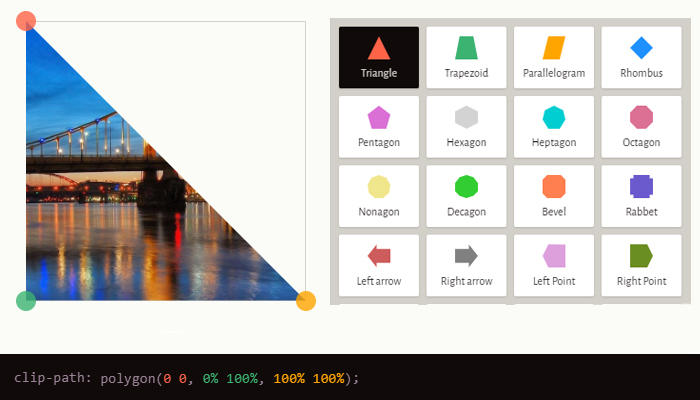 Triangle
Trapezoid
Parallelogram
Rhombus
Pentagon
Hexagon
Heptagon
Octagon
Nonagon
Decagon
Bevel
Rabbet
Left arrow
Right arrow
Left Point
Right Point
clip-path: polygon(0 0, 0% 100%, 100% 100%);